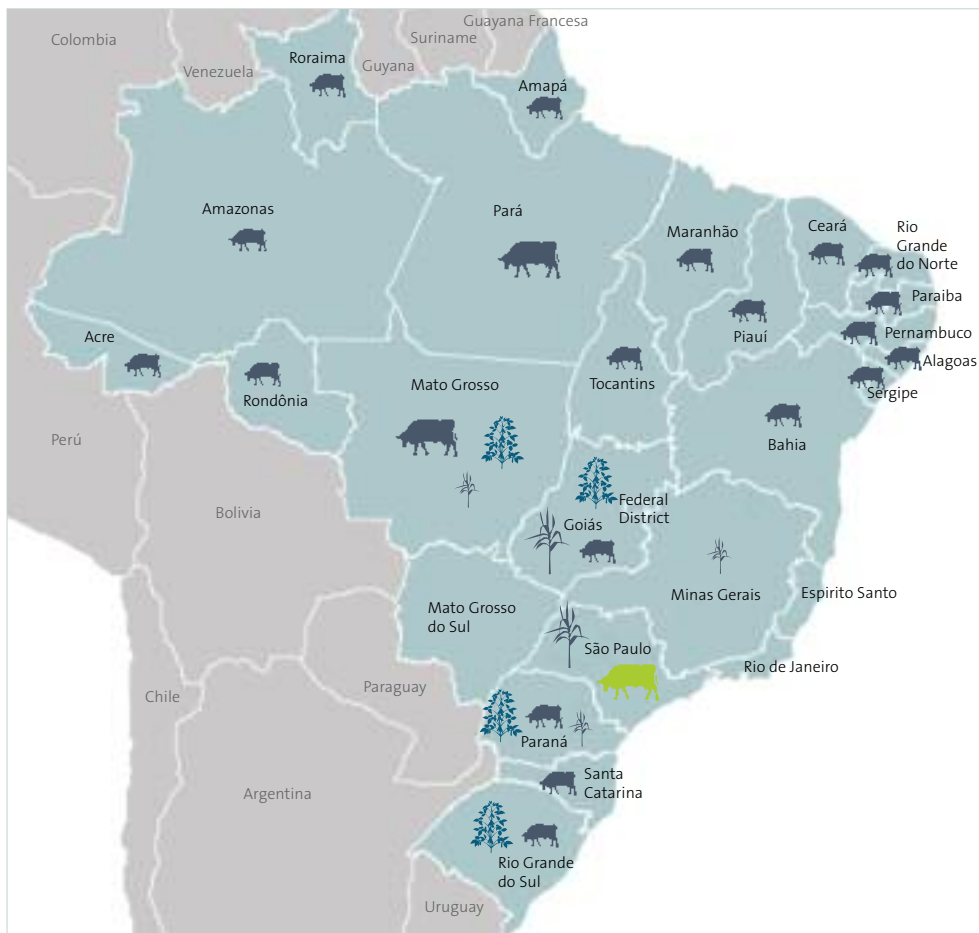 Guayana Francesa
Colombia
Suriname
Roraima
Guyana
Venezuela
Amapá
Amazonas
Pará
Maranhão
Ceará
Rio
Grande
do Norte
Paraiba
Piauí
Pernambuco
Acre
Alagoas
Rondônia
Mato Grosso
Tocantins
Sergipe
Perú
Bahia
Bolivia
Federal
District
Goiás
Minas Gerais
Espirito Santo
Mato Grosso
do Sul
São Paulo
Rio de Janeiro
Chile
Paraguay
Paraná
Argentina
Santa
Catarina
Rio Grande
do Sul
Uruguay